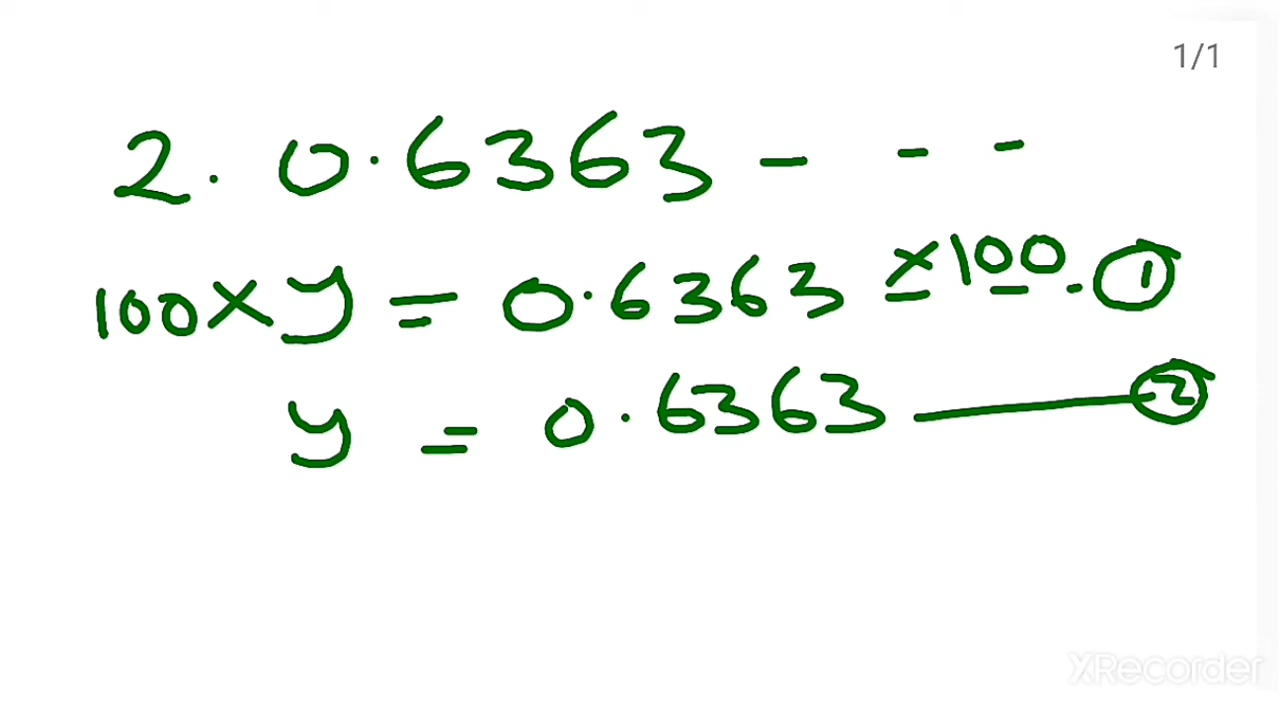 1/1
2. 0.6363 - - -
100 × y = 0.6363 - ×100 - . ①
y = 0.6363 — ②
XRecorder